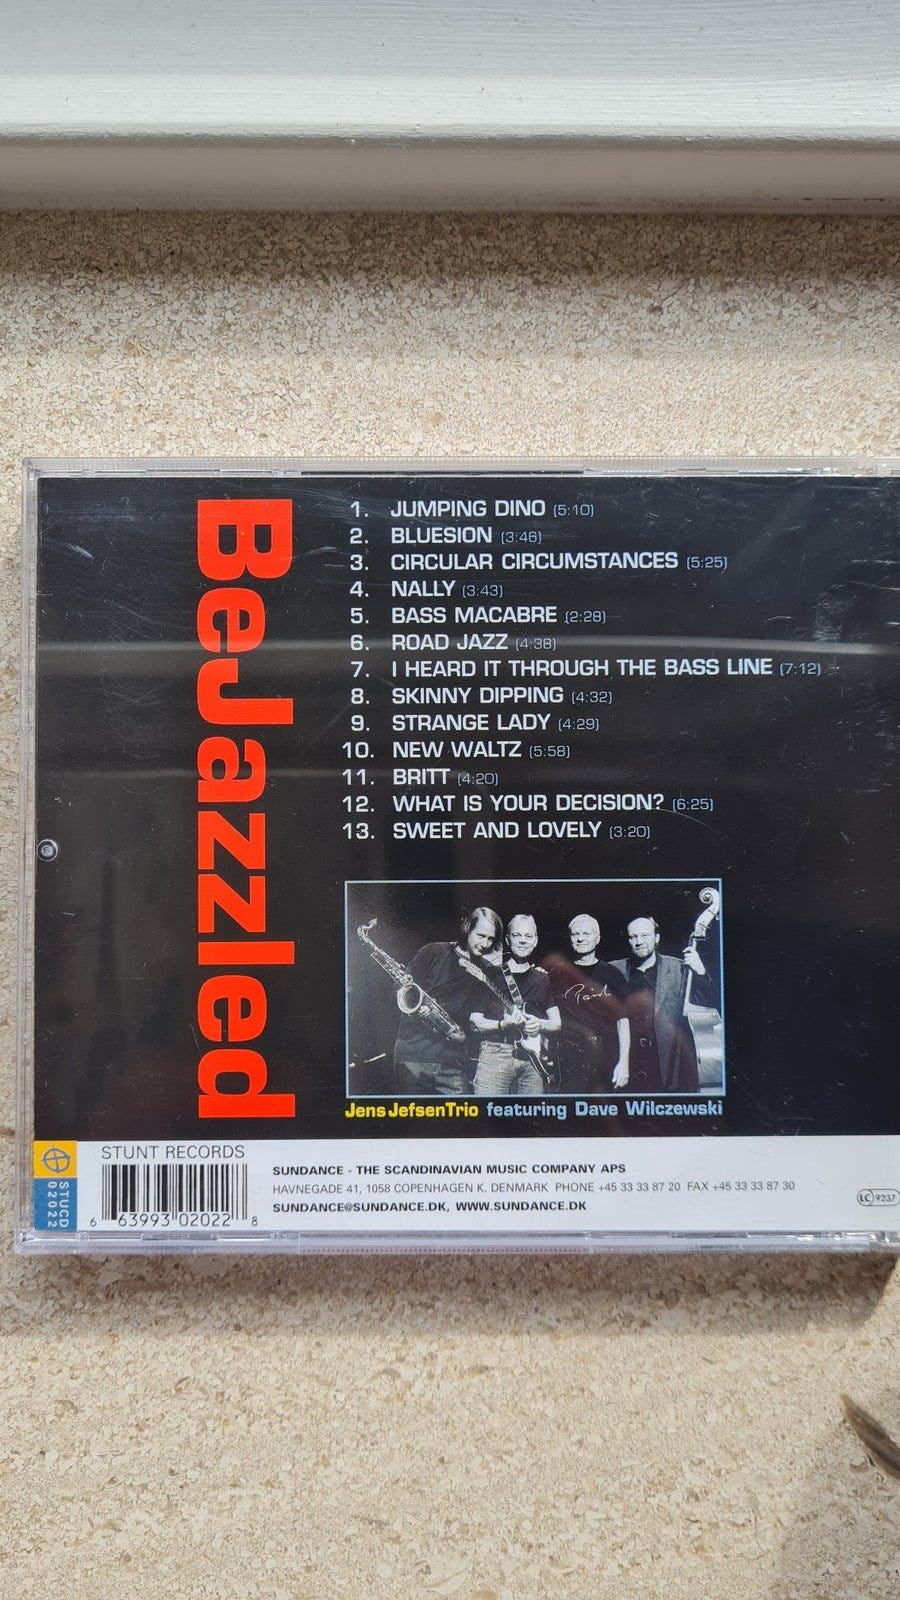 BeJazzled
1. JUMPING DINO (5:10)
2. BLUESION (3:46)
3. CIRCULAR CIRCUMSTANCES (5:25)
4. NALLY (3:43)
5. BASS MACABRE (2:28)
6. ROAD JAZZ (4:38)
7. I HEARD IT THROUGH THE BASS LINE (7:12)
8. SKINNY DIPPING (4:32)
9. STRANGE LADY (4:29)
10. NEW WALTZ (5:58)
11. BRITT (4:20)
12. WHAT IS YOUR DECISION? (6:25)
13. SWEET AND LOVELY (3:20)
Jens JefsenTrio featuring Dave Wilczewski
STUNT RECORDS
STUCD
02022
6 63993 02022 8
SUNDANCE - THE SCANDINAVIAN MUSIC COMPANY APS
HAVNEGADE 41, 1058 COPENHAGEN K. DENMARK PHONE +45 33 33 87 20 FAX +45 33 33 87 30
SUNDANCE@SUNDANCE.DK, WWW.SUNDANCE.DK
LC 9237